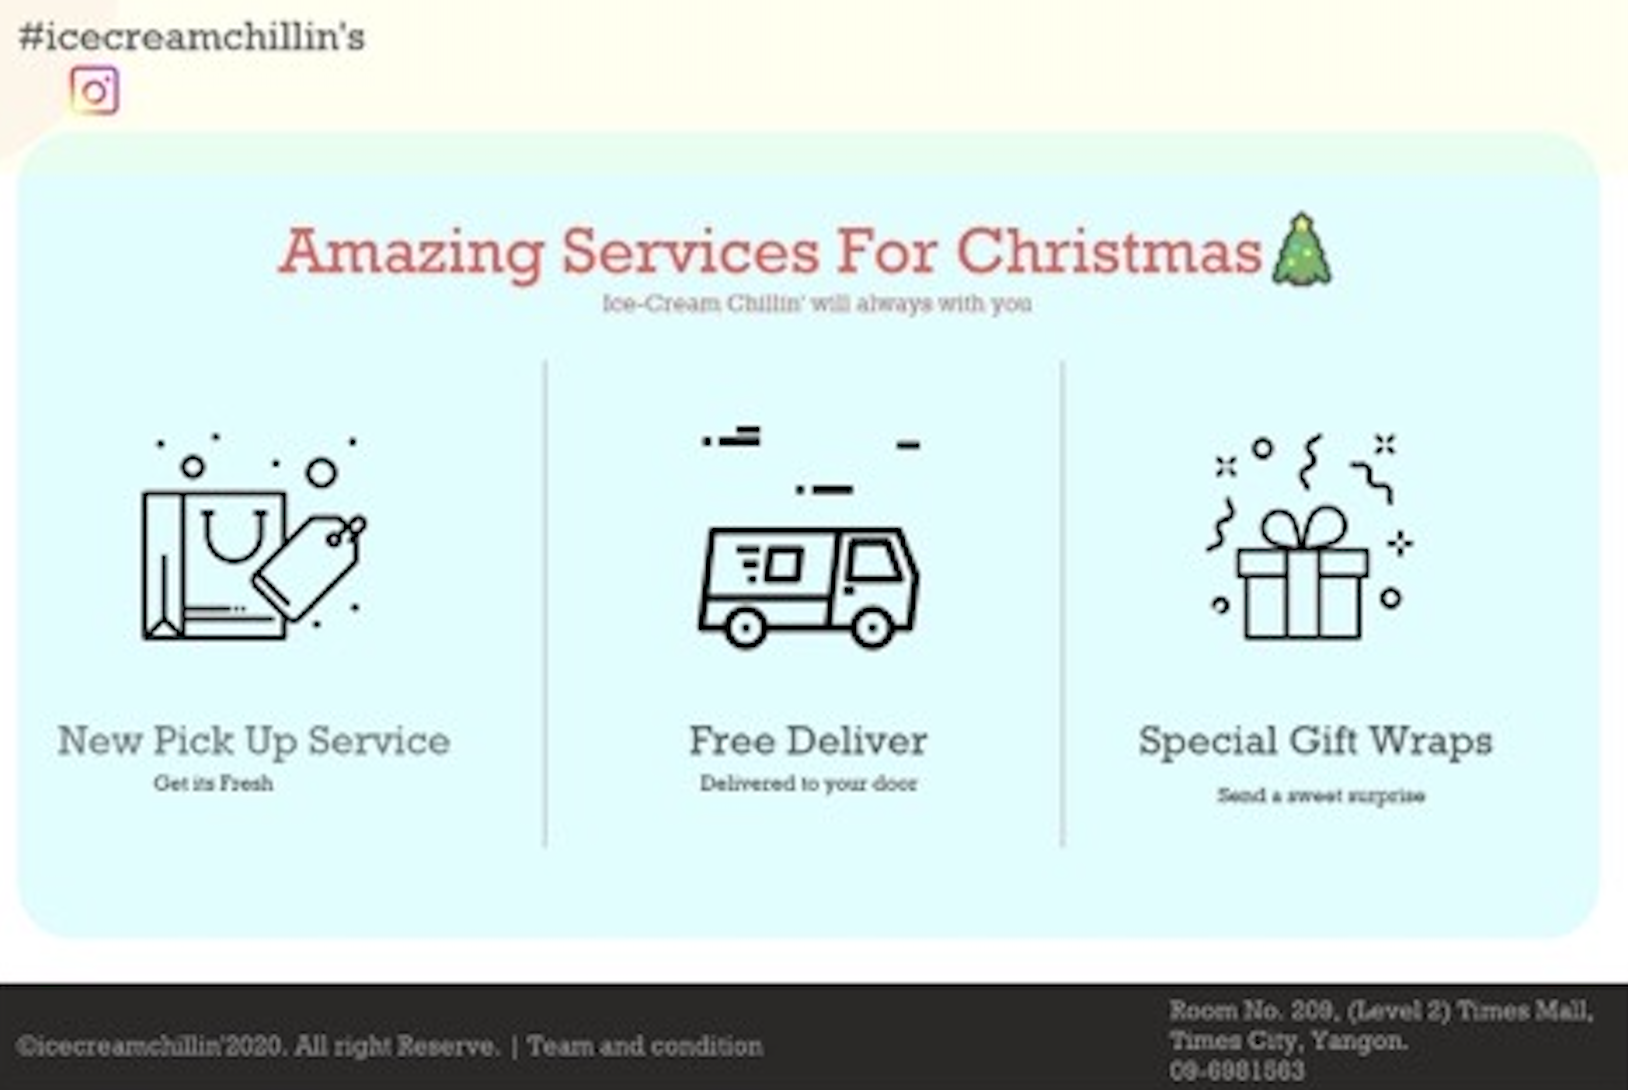 #icecreamchillin's
Amazing Services For Christmas
Ice-Cream Chillin' will always with you
New Pick Up Service
Get its Fresh
Free Deliver
Delivered to your door
Special Gift Wraps
Send a sweet surprise
©icecreamchillin'2020. All right Reserve. | Team and condition
Room No. 209, (Level 2) Times Mall,
Times City, Yangon.
09-6981563